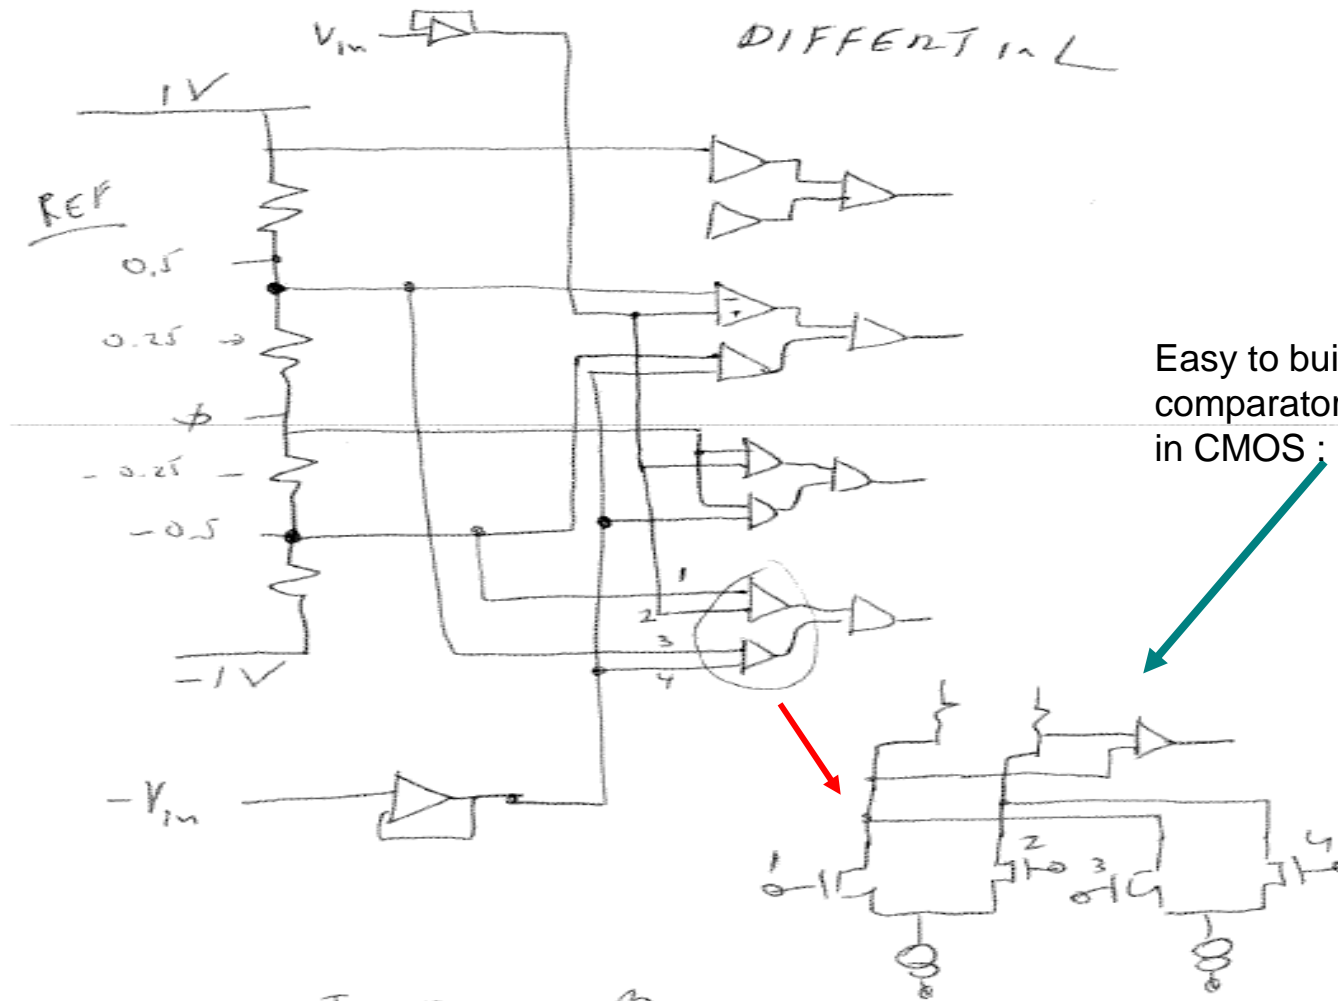 DIFFERTIAL
Vin
1V
REF
0.5
0.25
ϕ
- 0.25 -
-0.5
-1V
-Vin
1
2
3
4
Easy to bui
comparator
in CMOS :
1
2
3
4